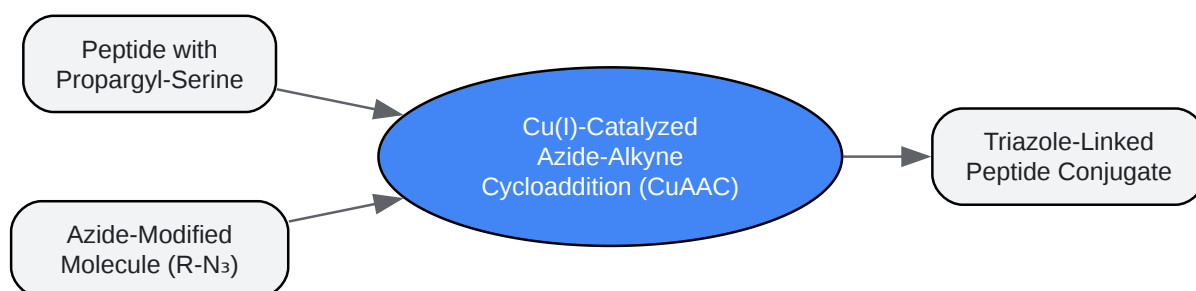 Peptide with
Propargyl-Serine
Azide-Modified
Molecule (R-N₃)
Cu(I)-Catalyzed
Azide-Alkyne
Cycloaddition (CuAAC)
Triazole-Linked
Peptide Conjugate